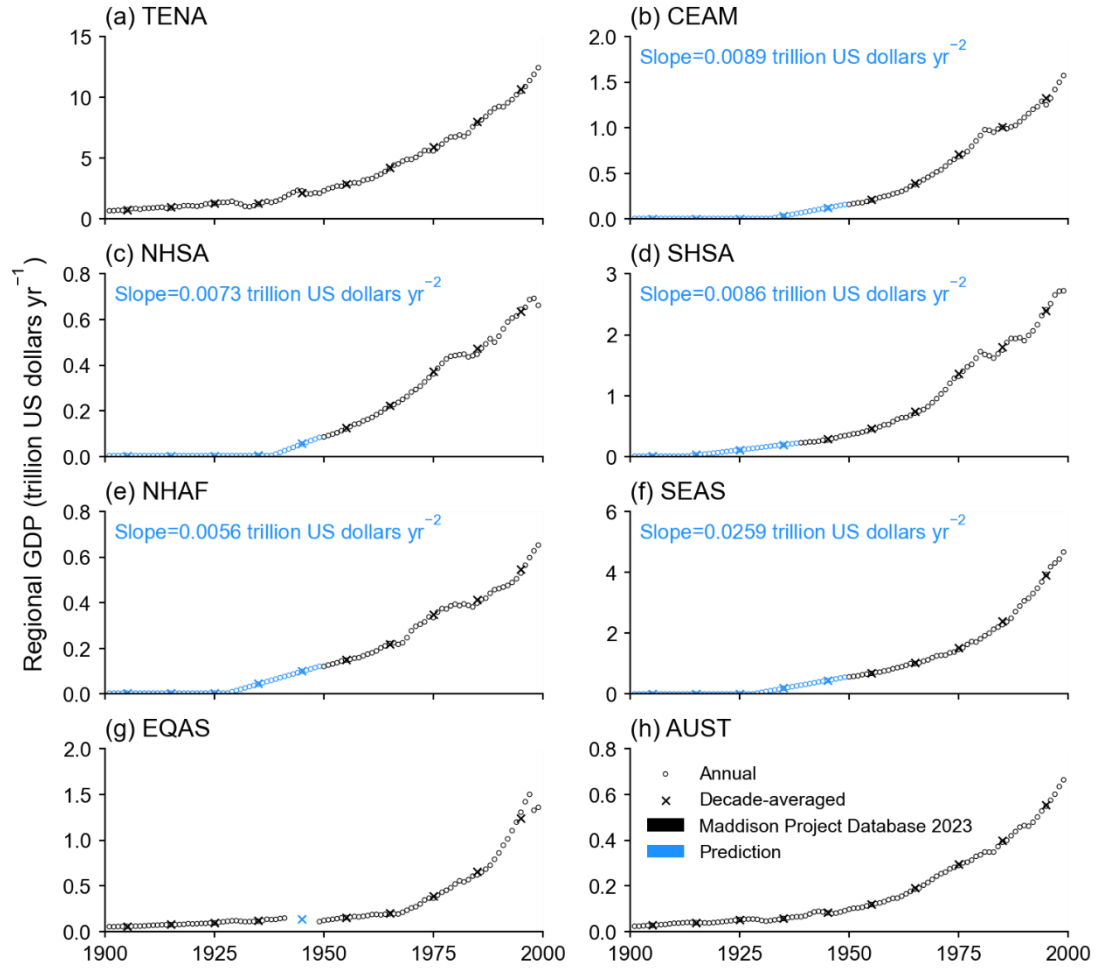 (a) TENA
15
10
5
0
(b) CEAM
Slope=0.0089 trillion US dollars yr⁻²
2.0
1.5
1.0
0.5
0.0
(c) NHSA
Slope=0.0073 trillion US dollars yr⁻²
0.8
0.6
0.4
0.2
0.0
(d) SHSA
Slope=0.0086 trillion US dollars yr⁻²
3
2
1
0
Regional GDP (trillion US dollars yr⁻¹)
(e) NHAF
Slope=0.0056 trillion US dollars yr⁻²
0.8
0.6
0.4
0.2
0.0
(f) SEAS
Slope=0.0259 trillion US dollars yr⁻²
6
4
2
0
(g) EQAS
2.0
1.5
1.0
0.5
0.0
1900 1925 1950 1975 2000
(h) AUST
0.8
0.6
0.4
0.2
0.0
Annual
Decade-averaged
Maddison Project Database 2023
Prediction
1900 1925 1950 1975 2000